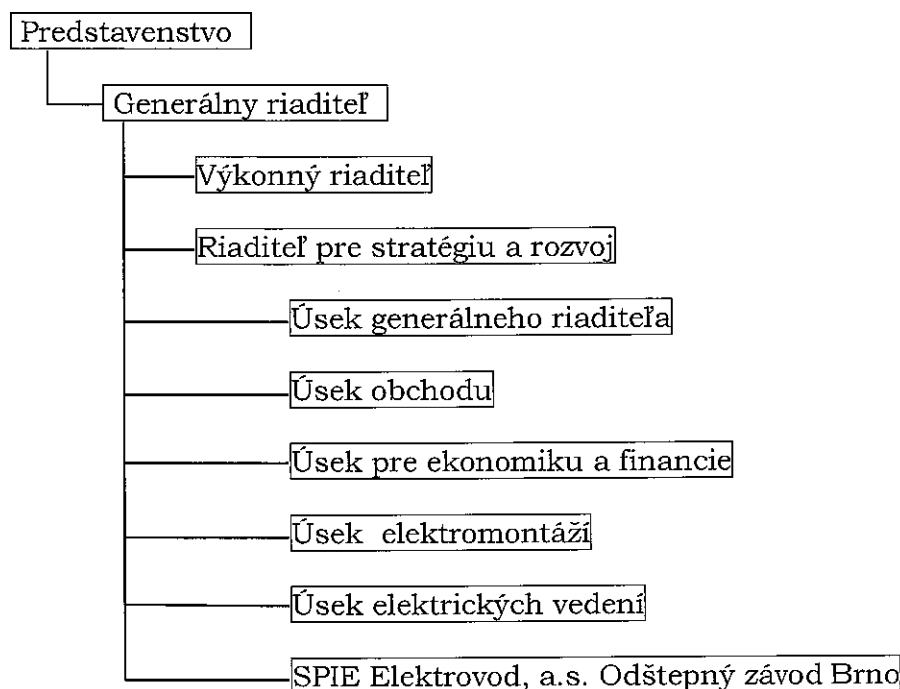 Predstavenstvo
Generálny riaditeľ
Výkonný riaditeľ
Riaditeľ pre stratégiu a rozvoj
Úsek generálneho riaditeľa
Úsek obchodu
Úsek pre ekonomiku a financie
Úsek elektromontáží
Úsek elektrických vedení
SPIE Elektrovod, a.s. Odštepný závod Brno